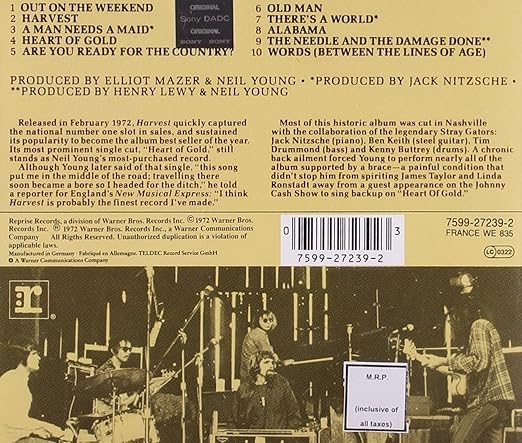 1 OUT ON THE WEEKEND
2 HARVEST
3 A MAN NEEDS A MAID*
4 HEART OF GOLD
5 ARE YOU READY FOR THE COUNTRY?
6 OLD MAN
7 THERE'S A WORLD*
8 ALABAMA
9 THE NEEDLE AND THE DAMAGE DONE**
10 WORDS (BETWEEN THE LINES OF AGE)
ORIGINAL
Sony DADC
ORIGINAL
SONY SONY
PRODUCED BY ELLIOT MAZER & NEIL YOUNG • *PRODUCED BY JACK NITZSCHE •
**PRODUCED BY HENRY LEWY & NEIL YOUNG
Released in February 1972, Harvest quickly captured
the national number one slot in sales, and sustained
its popularity to become the album best seller of the year.
Its most prominent single cut, "Heart of Gold," still
stands as Neil Young's most-purchased record.
Although Young later said of that single, "this song
put me in the middle of the road; travelling there
soon became a bore so I headed for the ditch," he told
a reporter for England's New Musical Express: "I think
Harvest is probably the finest record I've made."
Most of this historic album was cut in Nashville
with the collaboration of the legendary Stray Gators:
Jack Nitzsche (piano), Ben Keith (steel guitar), Tim
Drummond (bass) and Kenny Buttrey (drums). A chronic
back ailment forced Young to perform nearly all of the
album supported by a brace—a painful condition that
didn't stop him from spiriting James Taylor and Linda
Ronstadt away from a guest appearance on the Johnny
Cash Show to sing backup on "Heart Of Gold."
Reprise Records, a division of Warner Bros. Records Inc. ©1972 Warner Bros.
Records Inc. ℗ 1972 Warner Bros. Records Inc., a Warner Communications
Company. All Rigths Reserved. Unauthorized duplication is a violation of
applicable laws.
Manufactured in Germany · Fabriqué en Allemagne. TELDEC Record Service GmbH
A Warner Communications Company
0 3
7599-27239-2
7599-27239-2
FRANCE WE 835
LC 0322
r:
M.R.P.
(inclusive of
all taxes)